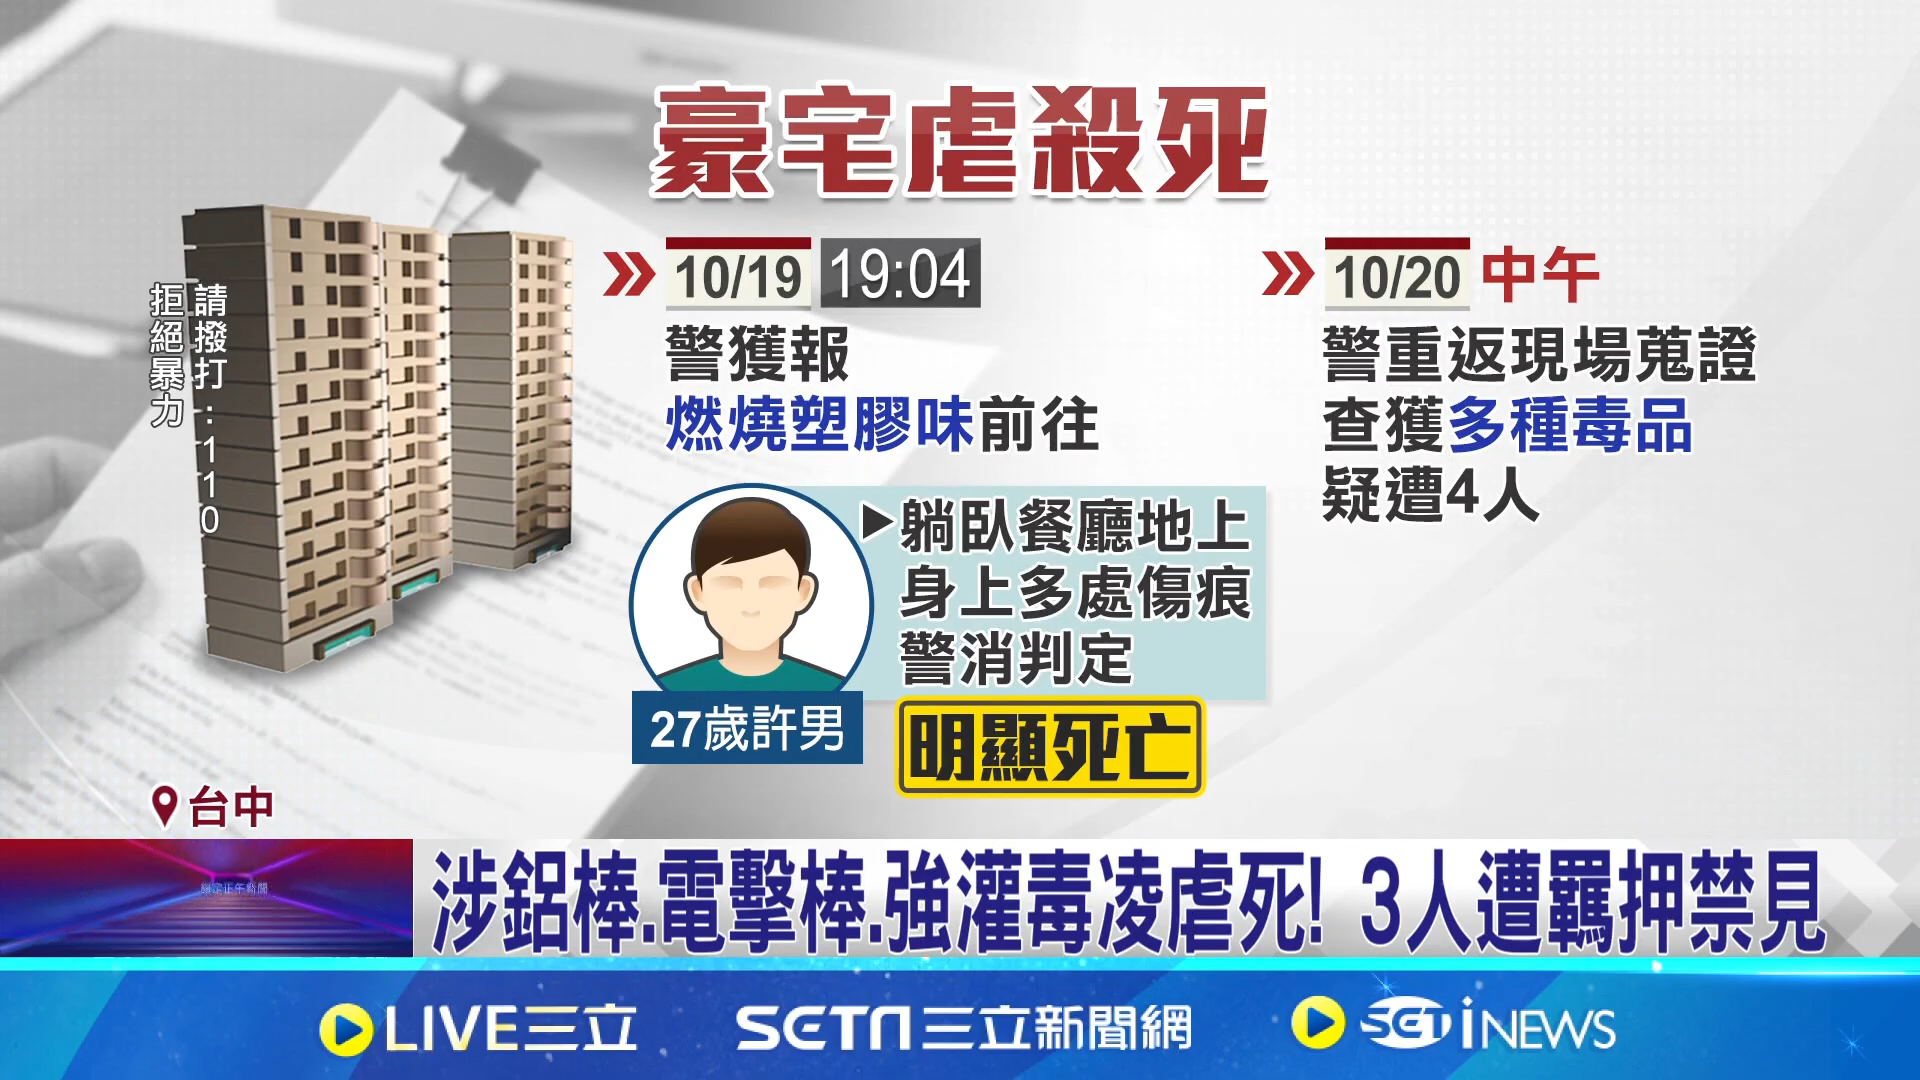 豪宅虐殺死
請撥打:110
拒絕暴力
10/19 19:04
警獲報
燃燒塑膠味前往
躺臥餐廳地上
身上多處傷痕
警消判定
明顯死亡
27歲許男
10/20 中午
警重返現場蒐證
查獲多種毒品
疑遭4人
台中
涉鋁棒.電擊棒.強灌毒凌虐死! 3人遭羈押禁見
LIVE三立
SETN三立新聞網
SET iNEWS